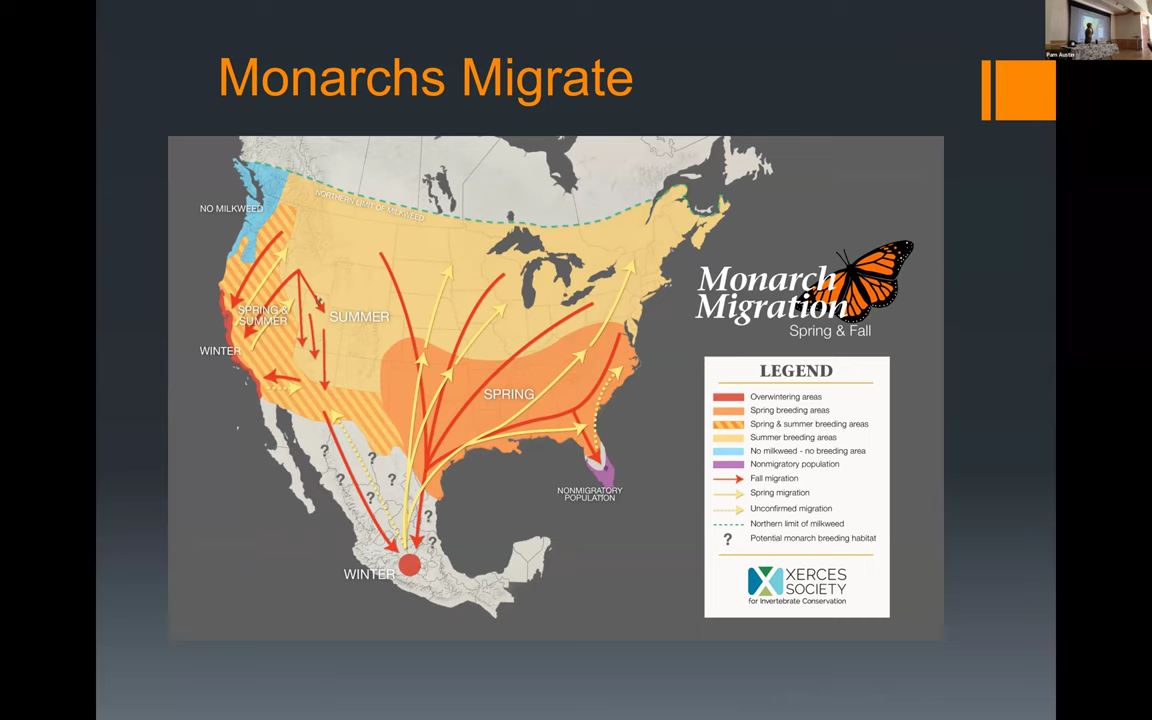 Pam Austin
Monarchs Migrate
NO MILKWEED
NORTHERN LIMIT OF MILKWEED
SPRING &
SUMMER
SUMMER
WINTER
SPRING
NONMIGRATORY
POPULATION
WINTER
?
?
?
?
?
?
?
Monarch
Migration
Spring & Fall
LEGEND
Overwintering areas
Spring breeding areas
Spring & summer breeding areas
Summer breeding areas
No milkweed - no breeding area
Nonmigratory population
Fall migration
Spring migration
Unconfirmed migration
Northern limit of milkweed
? Potential monarch breeding habitat
XERCES
SOCIETY
for Invertebrate Conservation